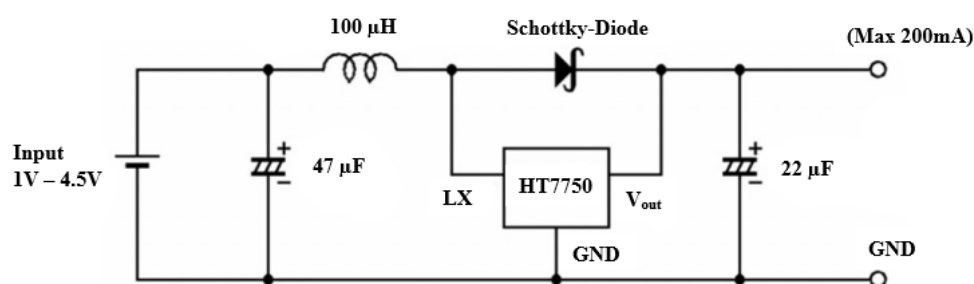 100 μH
Schottky-Diode
(Max 200mA)
Input
1V – 4.5V
+
47 μF
−
LX
HT7750
Vout
GND
+
22 μF
−
GND